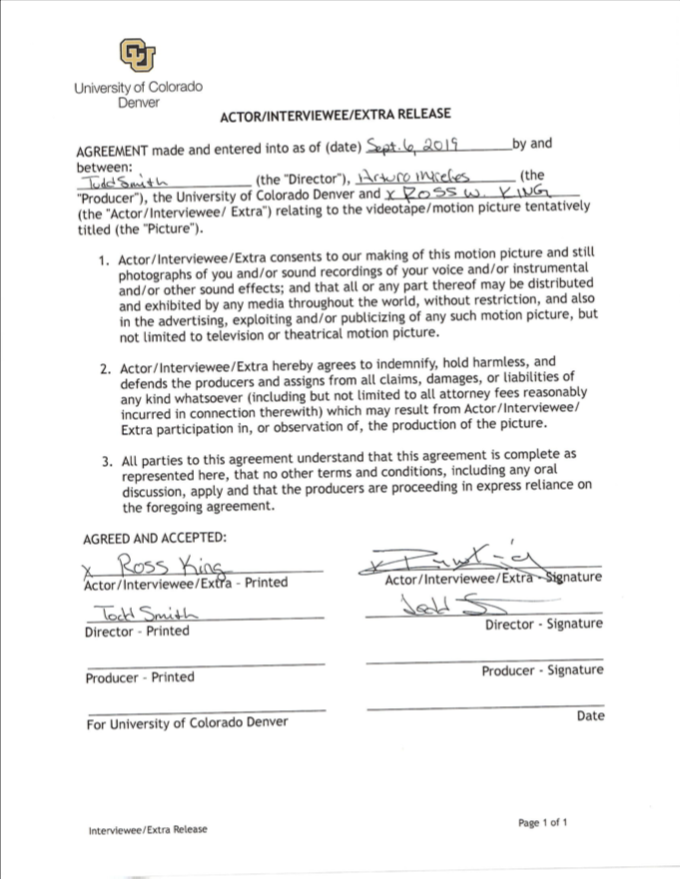 CU
University of Colorado
Denver
ACTOR/INTERVIEWEE/EXTRA RELEASE
AGREEMENT made and entered into as of (date) Sept. 6, 2019 by and
between:
Todd Smith (the "Director"), Arturo (the
"Producer"), the University of Colorado Denver and x ROSS W. KING
(the "Actor/Interviewee/ Extra") relating to the videotape/motion picture tentatively
titled (the "Picture").
1. Actor/Interviewee/Extra consents to our making of this motion picture and still
photographs of you and/or sound recordings of your voice and/or instrumental
and/or other sound effects; and that all or any part thereof may be distributed
and exhibited by any media throughout the world, without restriction, and also
in the advertising, exploiting and/or publicizing of any such motion picture, but
not limited to television or theatrical motion picture.
2. Actor/Interviewee/Extra hereby agrees to indemnify, hold harmless, and
defends the producers and assigns from all claims, damages, or liabilities of
any kind whatsoever (including but not limited to all attorney fees reasonably
incurred in connection therewith) which may result from Actor/Interviewee/
Extra participation in, or observation of, the production of the picture.
3. All parties to this agreement understand that this agreement is complete as
represented here, that no other terms and conditions, including any oral
discussion, apply and that the producers are proceeding in express reliance on
the foregoing agreement.
AGREED AND ACCEPTED:
x Ross King x
Actor/Interviewee/Extra - Printed Actor/Interviewee/Extra - Signature
Todd Smith Todd S
Director - Printed Director - Signature
Producer - Printed Producer - Signature
For University of Colorado Denver Date
Interviewee/Extra Release Page 1 of 1